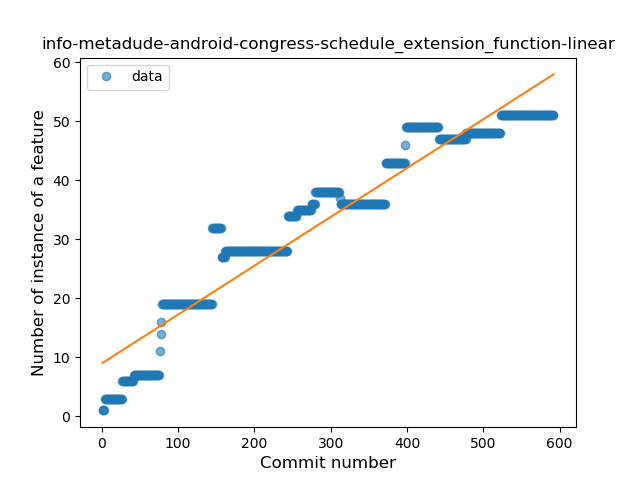 info-metadude-android-congress-schedule_extension_function-linear
data
Number of instance of a feature
60
50
40
30
20
10
0
0 100 200 300 400 500 600
Commit number